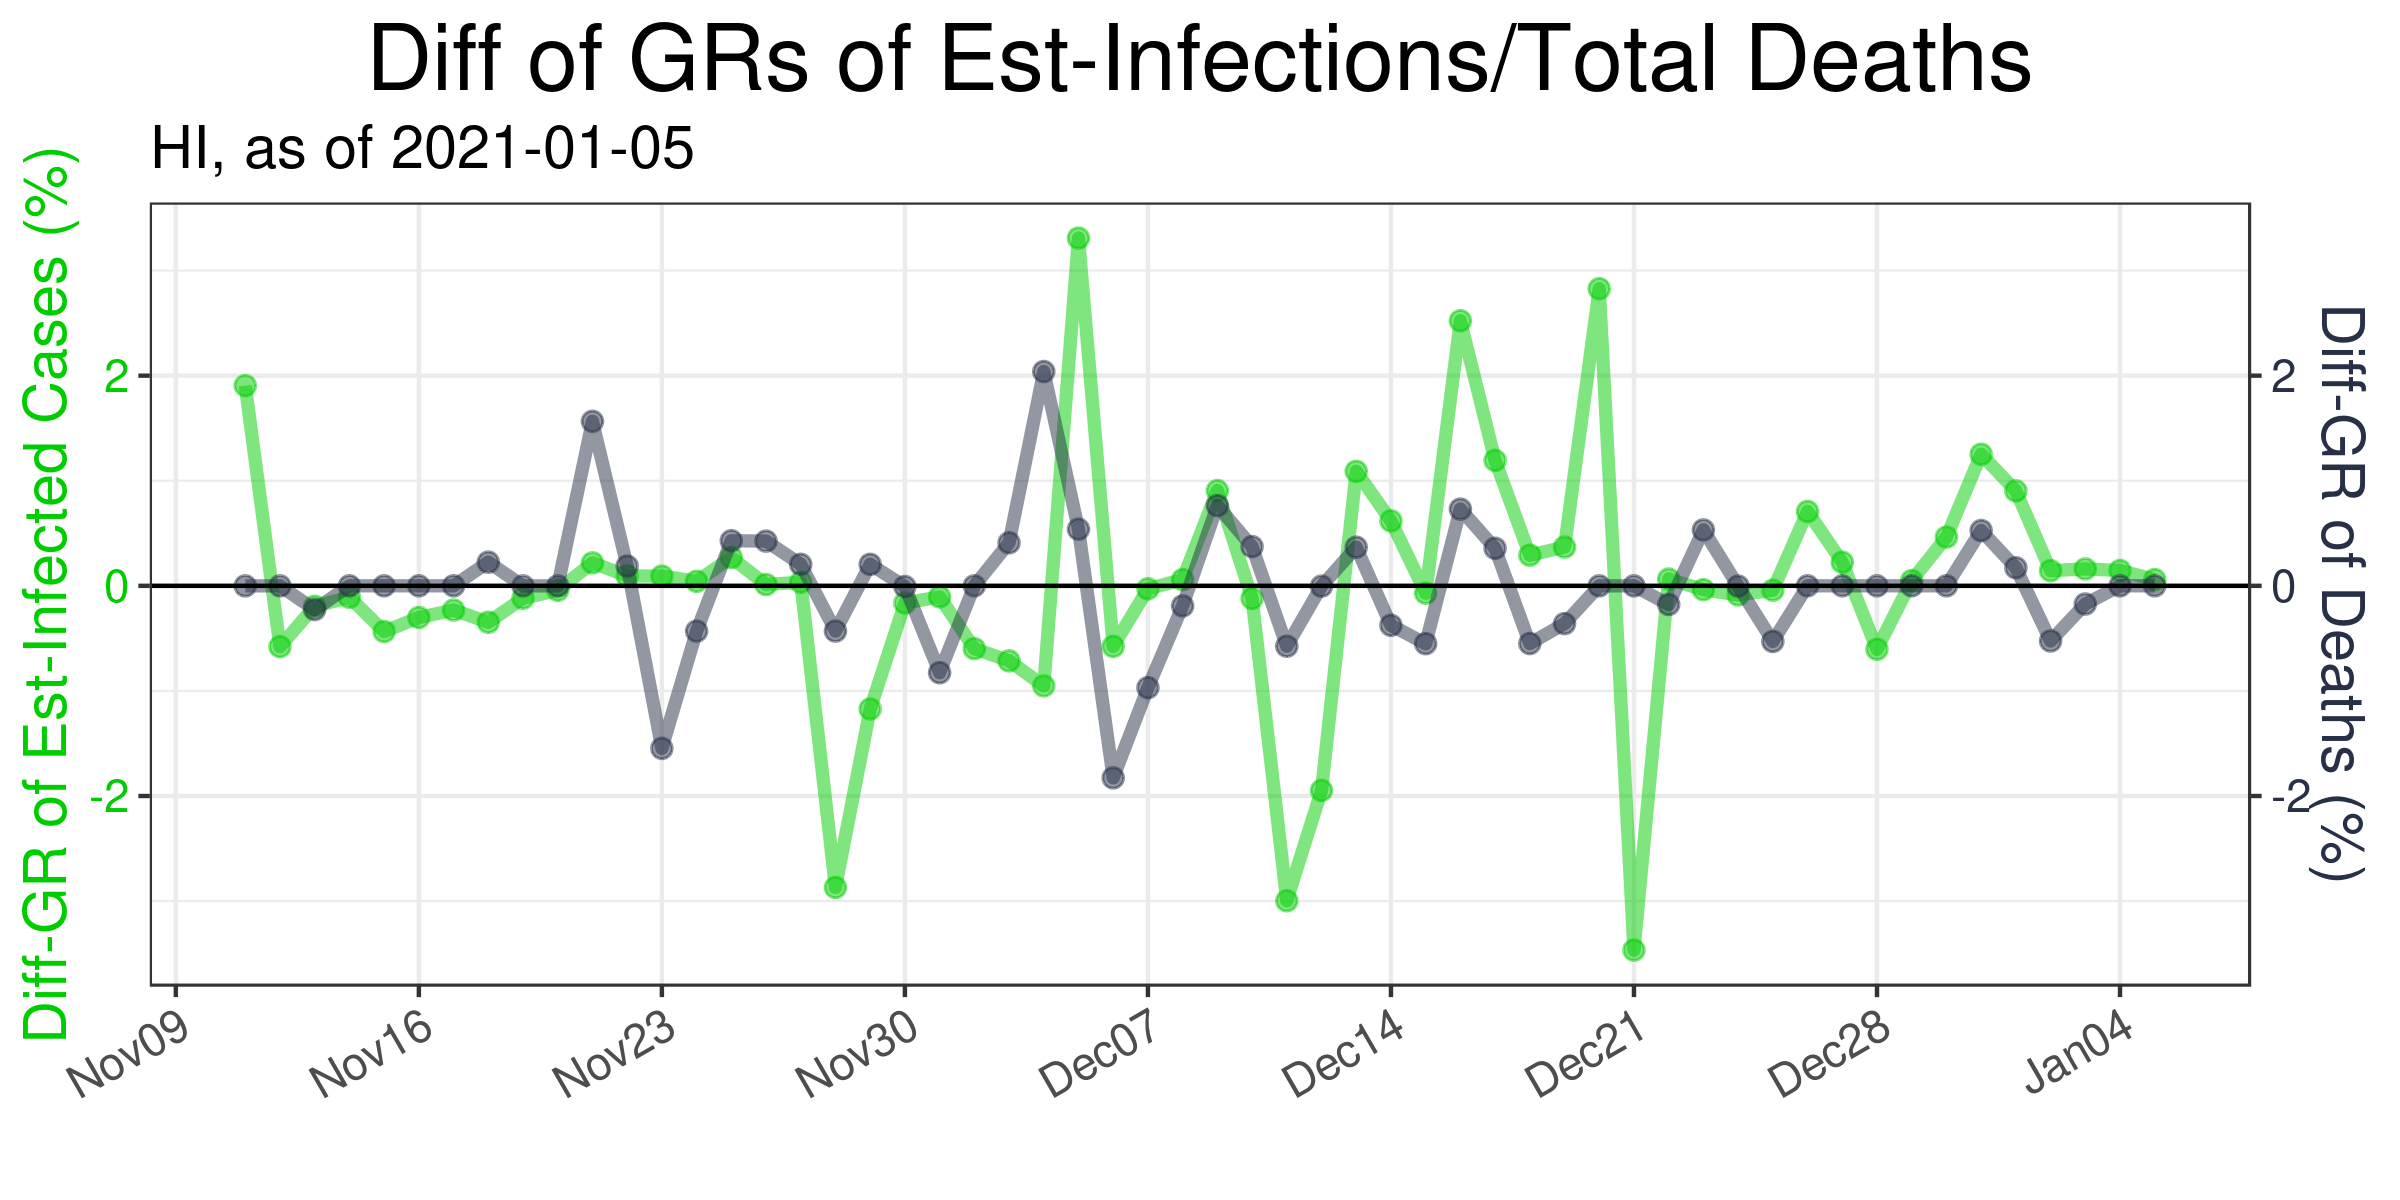 Diff of GRs of Est-Infections/Total Deaths
HI, as of 2021-01-05
Diff-GR of Est-Infected Cases (%)
2
0
-2
2
0
-2
Diff-GR of Deaths (%)
Nov09
Nov16
Nov23
Nov30
Dec07
Dec14
Dec21
Dec28
Jan04